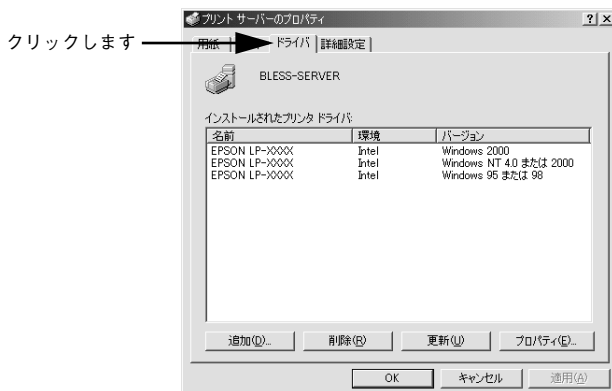 プリント サーバーのプロパティ
クリックします
用紙 ドライバ 詳細設定
BLESS-SERVER
インストールされたプリンタ ドライバ:
名前 環境 バージョン
EPSON LP-XXXX Intel Windows 2000
EPSON LP-XXXX Intel Windows NT 4.0 または 2000
EPSON LP-XXXX Intel Windows 95 または 98
追加(D)... 削除(R) 更新(U) プロパティ(E)...
OK キャンセル 適用(A)